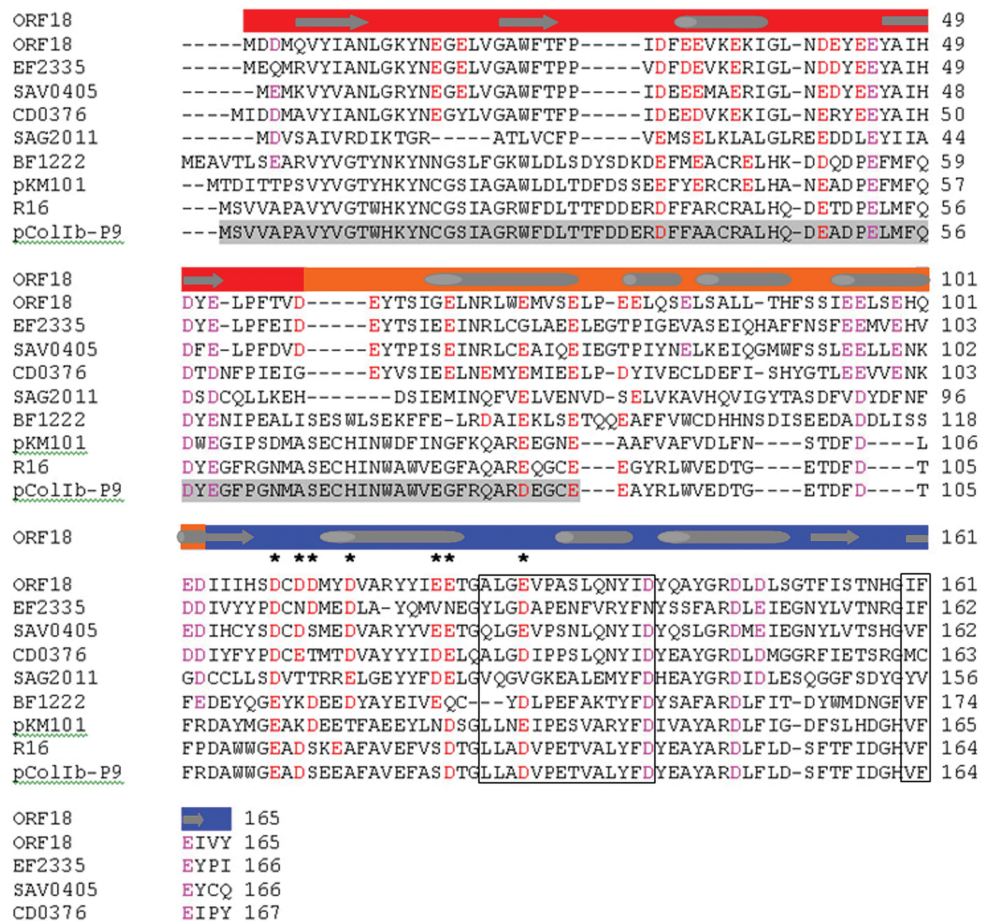 ORF18 49
ORF18 -----MDDMQVYIANLGKYNEGELVGAWFTFP-----IDFEEVKEKIGL-NDEYEEYAIH 49
EF2335 -----MEQMRVYIANLGKYNEGELVGAWFTPP-----VDFDEVKERIGL-NDDYEEYAIH 49
SAV0405 ------MEMKVYVANLGRYNEGELVGAWFTFP-----IDFEEMAERIGL-NEDYEEYAIH 48
CD0376 ----MIDDMAVYIANLGKYNEGYLVGAWFTFP-----IDFEEVKERIGL-NDRYEEYAIH 50
SAG2011 ------MDVSAIVRDIKTGR----ATLVCFP-----VEMSELKLALGLREEDDLEYIIA 44
BF1222 MEAVTLSEARVYVGTYNKYNNGSLFGKWLDLSDYSDKDEFMEACRELHK-DDQDPEFMFQ 59
pKM101 --MTDITTPSVYVGTYHKYNCGSIAGAWLDLTDFDSSEEFYERCRELHA-NEADPEFMFQ 57
R16 ---MSVVAPAVYVGTWHKYNCGSIAGRWFDLTTFDDERDFFARCRALHQ-DETDPELMFQ 56
pColIb-P9 ---MSVVAPAVYVGTWHKYNCGSIAGRWFDLTTFDDERDFFAACRALHQ-DEADPELMFQ 56
ORF18 101
ORF18 DYE-LPFTVD-----EYTSIGELNRLWEMVSELP-EELQSELSALL-THFSSIEELSEHQ 101
EF2335 DYE-LPFEID-----EYTSIEEINRLCGLAEELEGTPIGEVASEIQHAFFNSFEEMVEHV 103
SAV0405 DFE-LPFDVD-----EYTPISEINRLCEAIQEIEGTPIYNELKEIQGMWFSSLEELLENK 102
CD0376 DTDNFPIEIG-----EYVSIEELNEMYEMIEELP-DYIVECLDEFI-SHYGTLEEVVENK 103
SAG2011 DSDCQLLKEH-----DSIEMINQFVELVENVD-SELVKAVHQVIGYTASDFVDYDFNF 96
BF1222 DYENIPEALISESWLSEKFFE-LRDAIEKLSETQQEAFFVWCDHHNSDISEEDADDLISS 118
pKM101 DWEGIPSDMASECHINWDFINGFKQAREEGNE---AAFVAFVDLFN----STDFD----L 106
R16 DYEGFRGNMASECHINWAWVEGFAQAREQGCE---EGYRLWVEDTG----ETDFD----T 105
pColIb-P9 DYEGFPGNMASECHINWAWVEGFRQARDEGCE---EAYRLWVEDTG----ETDFD----T 105
ORF18 161
* ** * ** *
ORF18 EDIIIHSDCDDMYDVARYYIEETGALGEVPASLQNYIDYQAYGRDLDLSGTFISTNHGIF 161
EF2335 DDIVYYPDCNDMEDLA-YQMVNEGYLGDAPENFVRYFNYSSFARDLEIEGNYLVTNRGIF 162
SAV0405 EDIHCYSDCDSMEDVARYYVEETGQLGEVPSNLQNYIDYQSLGRDMEIEGNYLVTSHGVF 162
CD0376 DDIYFYPDCETMTDVAYYYIDELQALGDIPPSLQNYIDYEAYGRDLDMGGRFIETSRGMC 163
SAG2011 GDCCLLSDVTTRRELGEYYFDELGVQGVGKEALEMYFDHEAYGRDIDLESQGGFSDYGYV 156
BF1222 FEDEYQGEYKDEEDYAYEIVEQC---YDLPEFAKTYFDYSAFARDLFIT-DYWMDNGFVF 174
pKM101 FRDAYMGEAKDEETFAEEYLNDSGLLNEIPESVARYFDIVAYARDLFIG-DFSLHDGHVF 165
R16 FPDAWWGEADSKEAFAVEFVSDTGLLADVPETVALYFDYEAYARDLFLD-SFTFIDGHVF 164
pColIb-P9 FRDAWWGEADSEEAFAVEFASDTGLLADVPETVALYFDYEAYARDLFLD-SFTFIDGHVF 164
ORF18 165
ORF18 EIVY 165
EF2335 EYPI 166
SAV0405 EYCQ 166
CD0376 EIPY 167